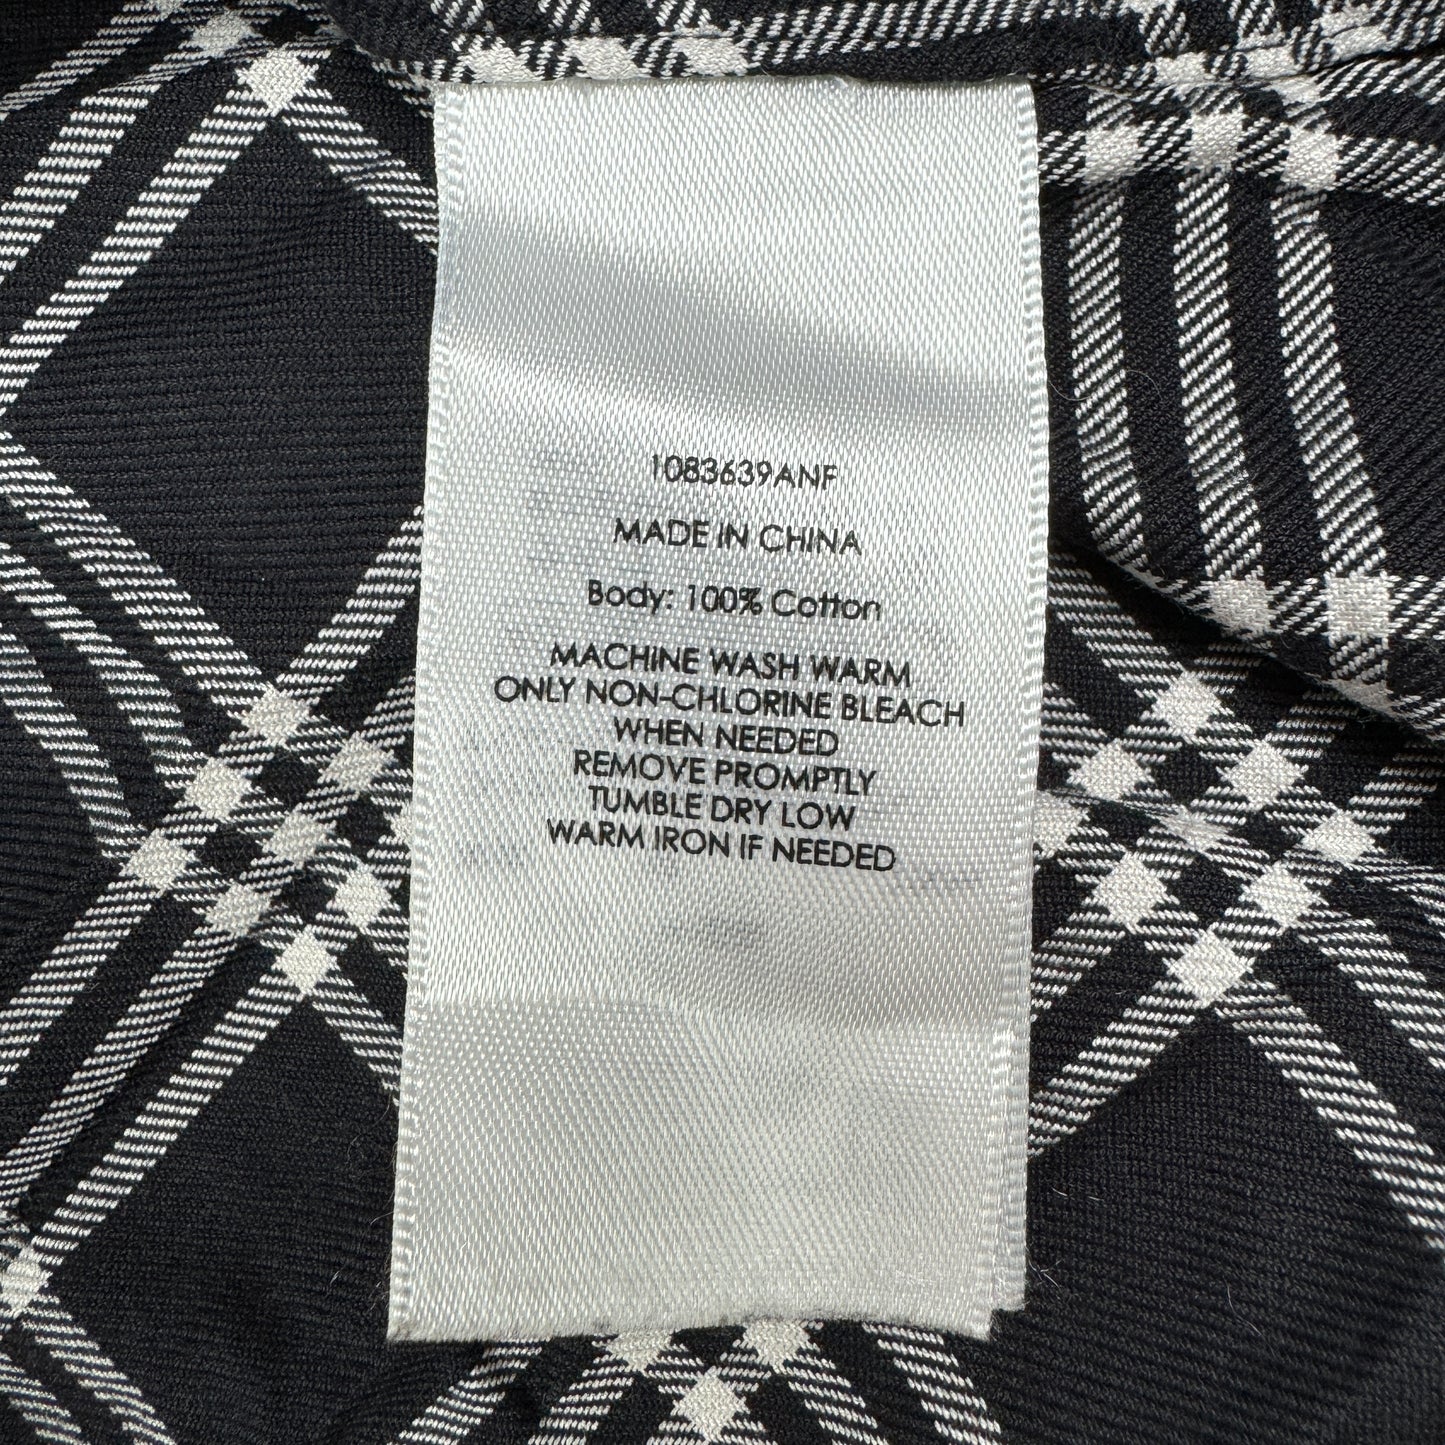 1083639ANF
MADE IN CHINA
Body: 100% Cotton
MACHINE WASH WARM
ONLY NON-CHLORINE BLEACH
WHEN NEEDED
REMOVE PROMPTLY
TUMBLE DRY LOW
WARM IRON IF NEEDED